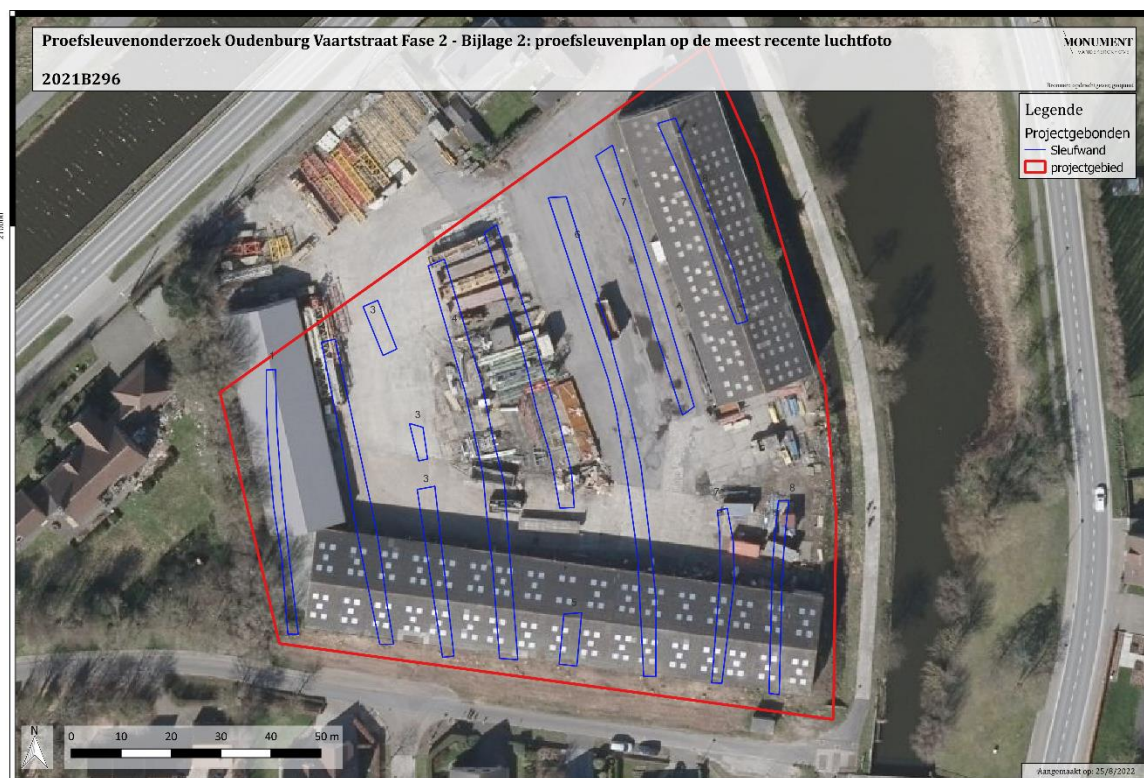 Proefsleuvenonderzoek Oudenburg Vaartstraat Fase 2 - Bijlage 2: proefsleuvenplan op de meest recente luchtfoto
2021B296
MONUMENT
Legende
Projectgebonden
Sleufwand
projectgebied
7
6
3
4
1
3
3
7
8
5
N
0 10 20 30 40 50 m
Aangemaakt op: 25/8/2022